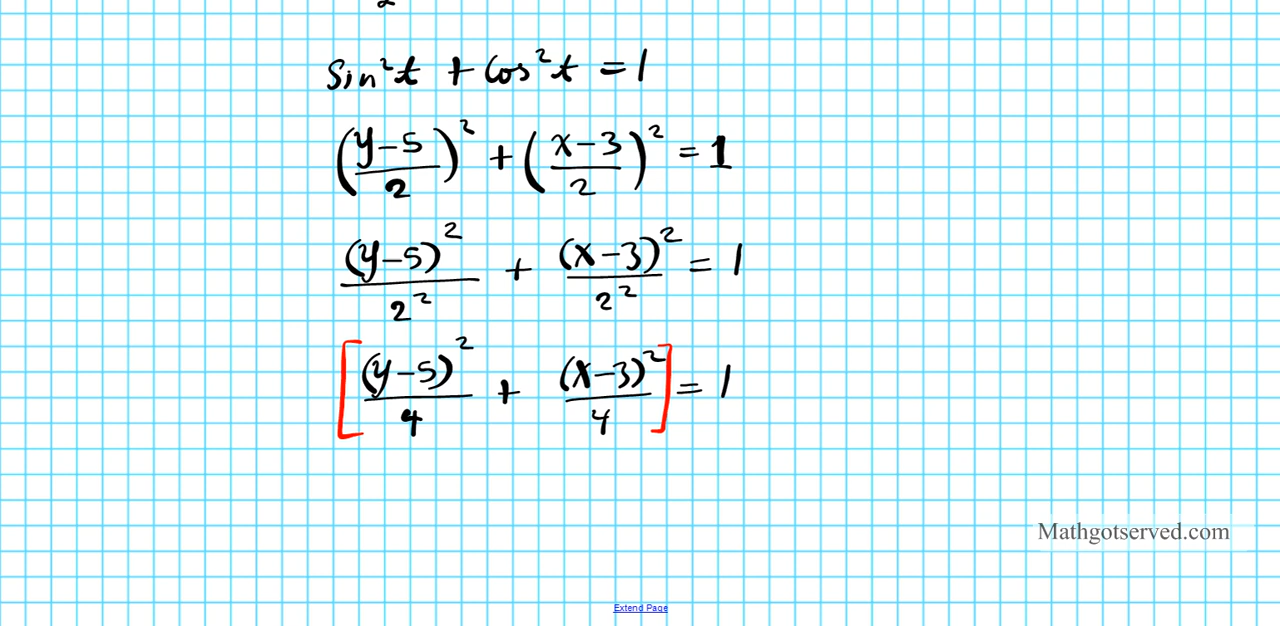 2
sin²t + cos²t = 1
((y-5)/2)² + ((x-3)/2)² = 1
(y-5)²/2² + (x-3)²/2² = 1
[(y-5)²/4 + (x-3)²/4] = 1
Mathgotserved.com
Extend Page